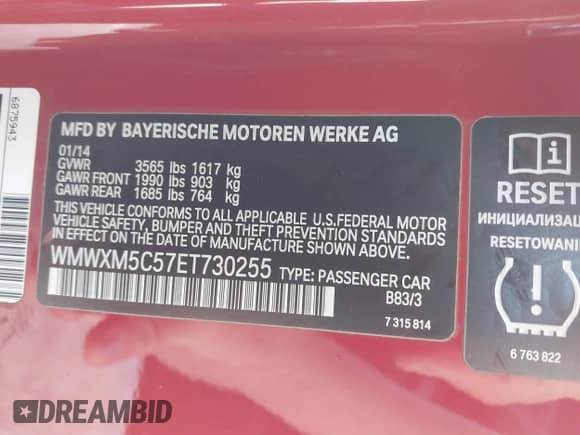 6875943
MFD BY BAYERISCHE MOTOREN WERKE AG
01/14
GVWR 3565 lbs 1617 kg
GAWR FRONT 1990 lbs 903 kg
GAWR REAR 1685 lbs 764 kg
THIS VEHICLE CONFORMS TO ALL APPLICABLE U.S.FEDERAL MOTOR
VEHICLE SAFETY, BUMPER AND THEFT PREVENTION STANDARDS
IN EFFECT ON THE DATE OF MANUFACTURE SHOWN ABOVE.
WMWXM5C57ET730255 TYPE: PASSENGER CAR
B83/3
7 315 814
RESET
ИНИЦИАЛИЗАЦ
RESETOWANI
6 763 822
DREAMBID